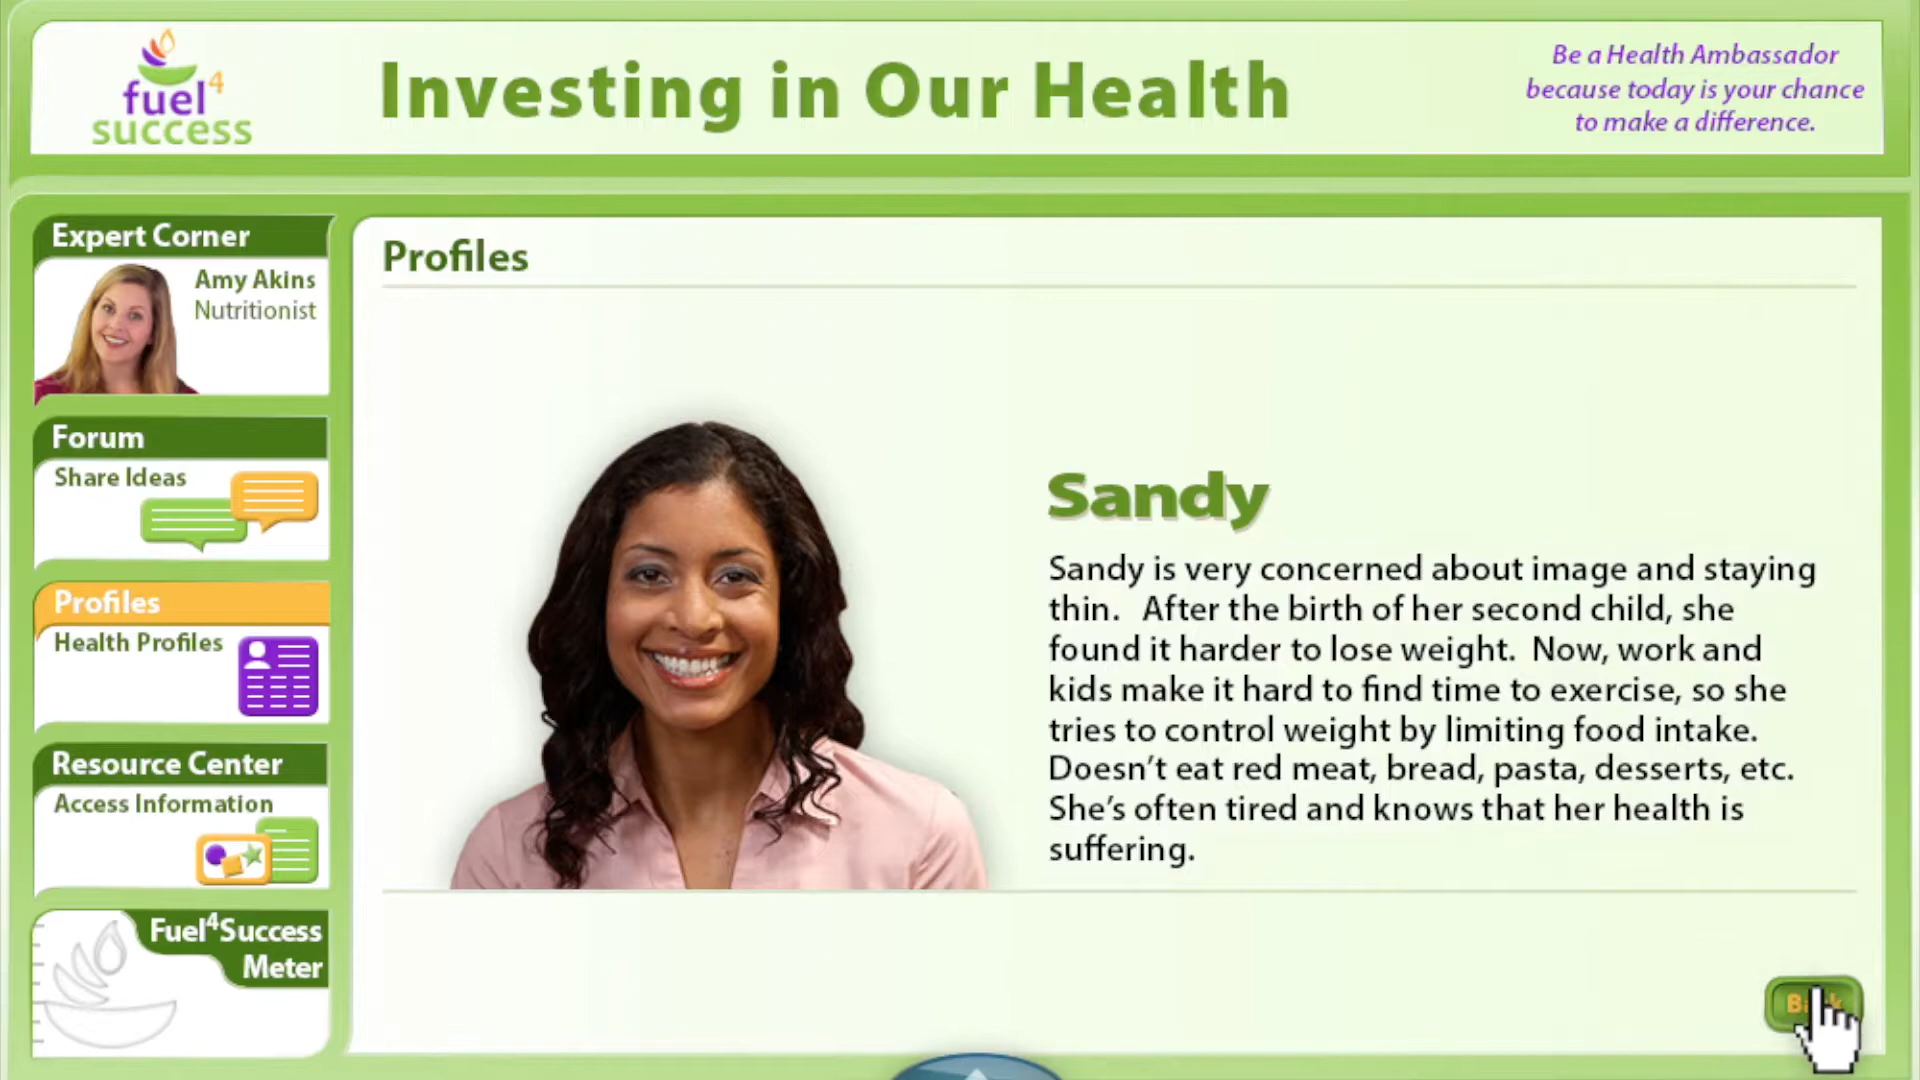 fuel4
success
Investing in Our Health
Be a Health Ambassador
because today is your chance
to make a difference.
Expert Corner
Amy Akins
Nutritionist
Forum
Share Ideas
Profiles
Health Profiles
Resource Center
Access Information
Fuel4Success
Meter
Profiles
Sandy
Sandy is very concerned about image and staying
thin. After the birth of her second child, she
found it harder to lose weight. Now, work and
kids make it hard to find time to exercise, so she
tries to control weight by limiting food intake.
Doesn't eat red meat, bread, pasta, desserts, etc.
She's often tired and knows that her health is
suffering.